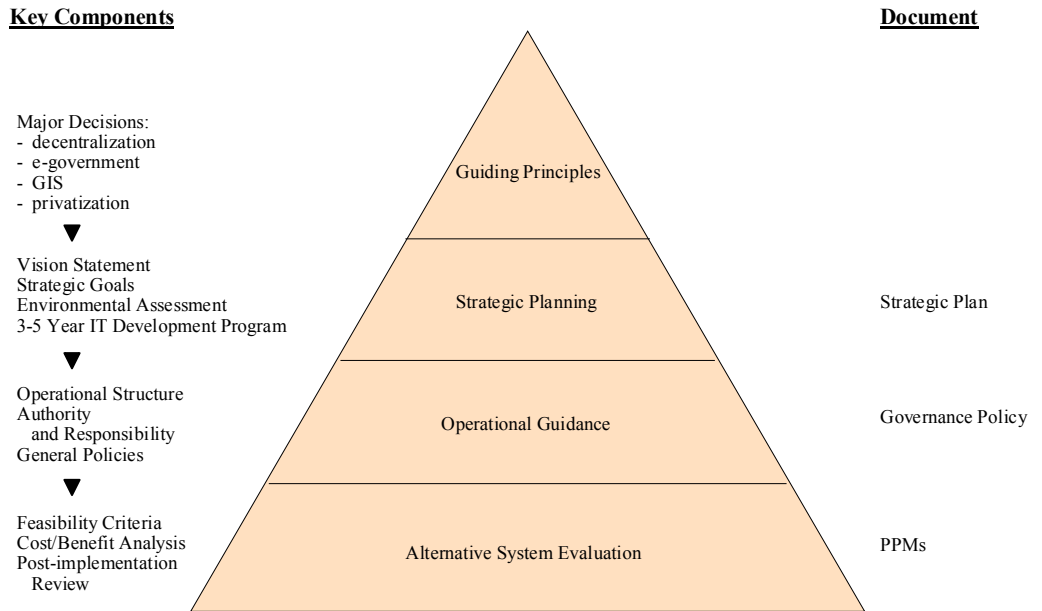 Key Components
Document
Major Decisions:
- decentralization
- e-government
- GIS
- privatization
Guiding Principles
Vision Statement
Strategic Goals
Environmental Assessment
3-5 Year IT Development Program
Strategic Planning
Strategic Plan
Operational Structure
Authority
and Responsibility
General Policies
Operational Guidance
Governance Policy
Feasibility Criteria
Cost/Benefit Analysis
Post-implementation
Review
Alternative System Evaluation
PPMs